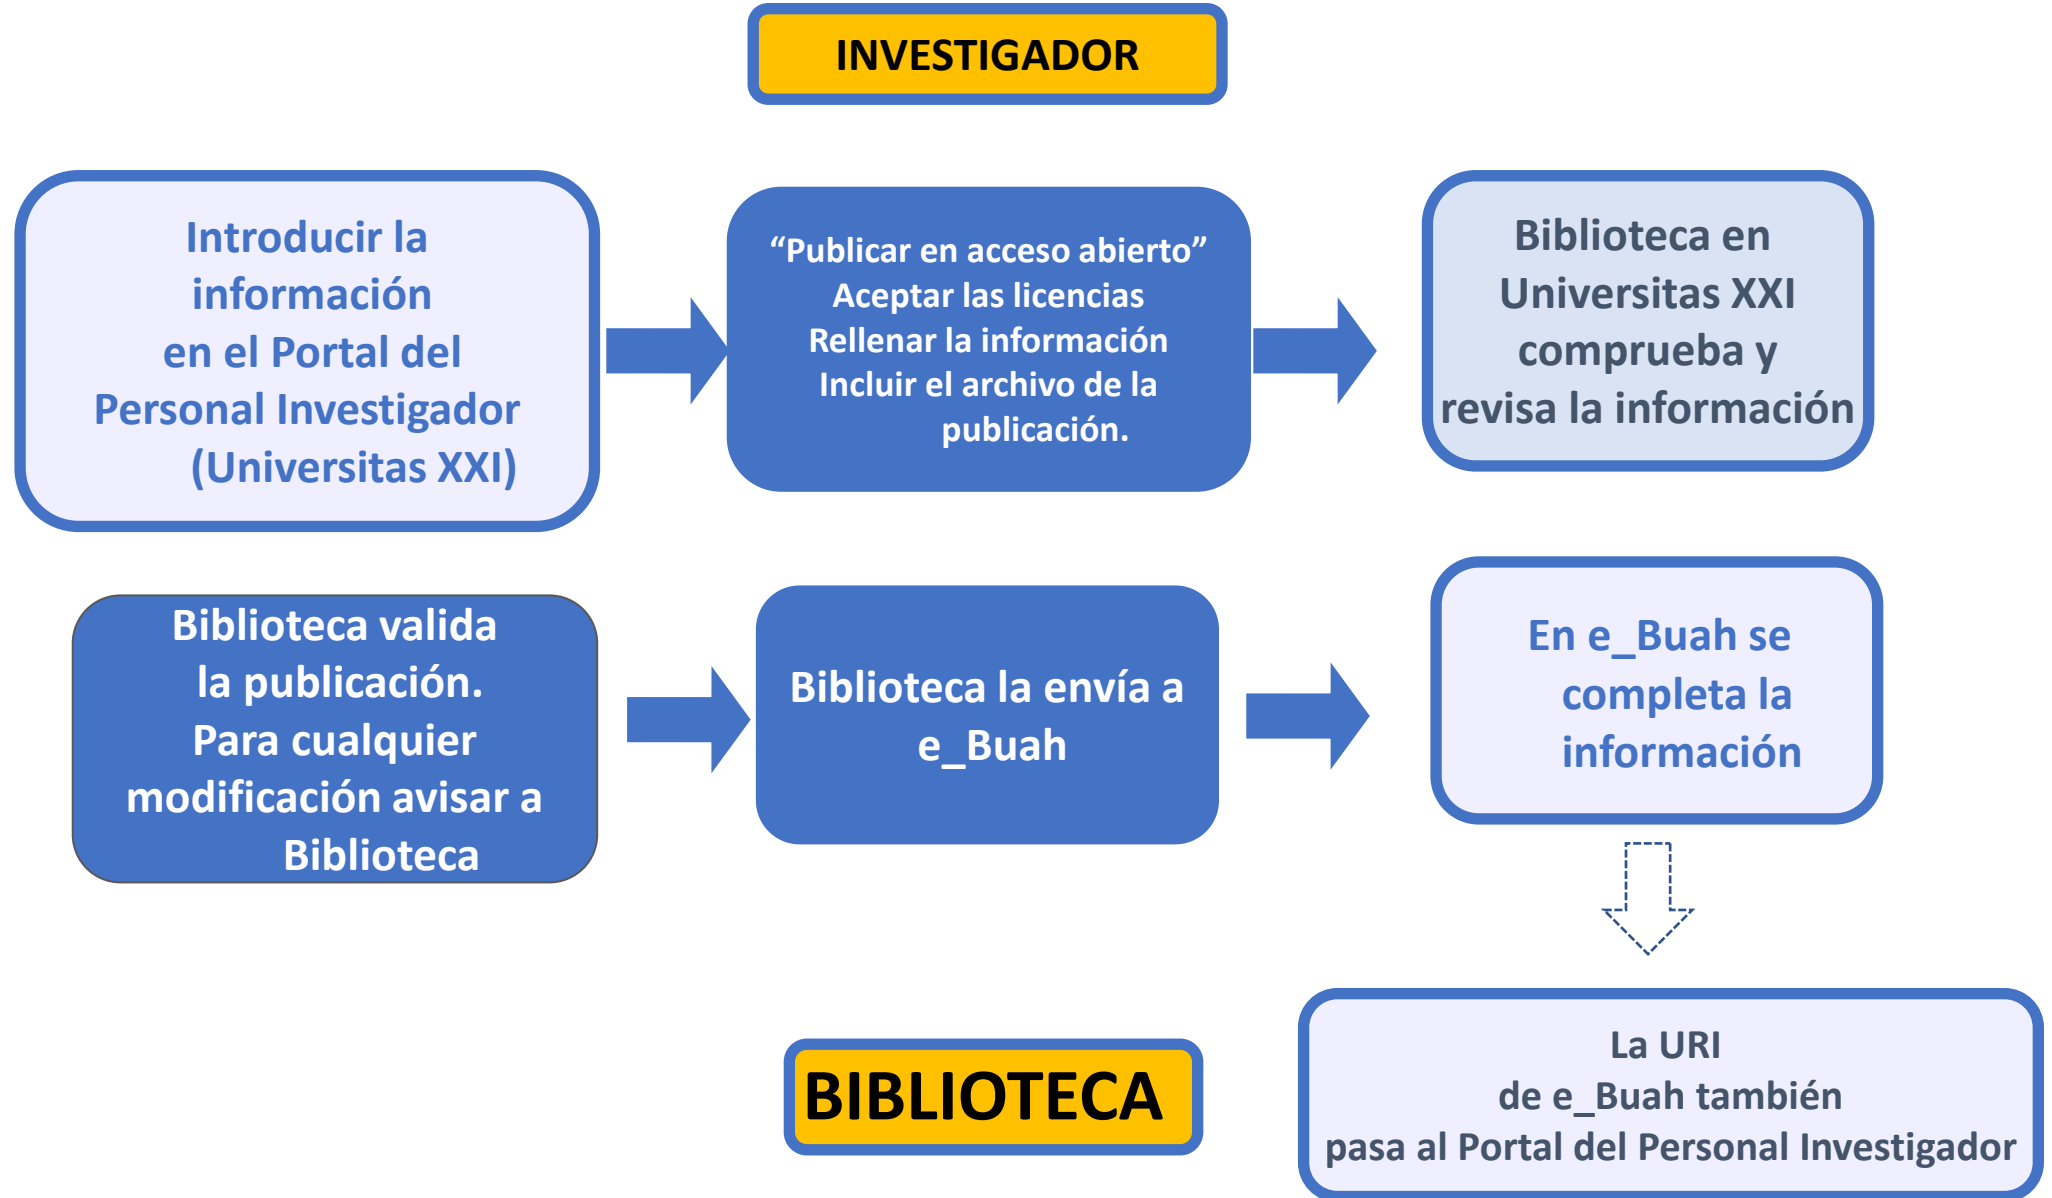 INVESTIGADOR
Introducir la
información
en el Portal del
Personal Investigador
(Universitas XXI)
“Publicar en acceso abierto”
Aceptar las licencias
Rellenar la información
Incluir el archivo de la
publicación.
Biblioteca en
Universitas XXI
comprueba y
revisa la información
Biblioteca valida
la publicación.
Para cualquier
modificación avisar a
Biblioteca
Biblioteca la envía a
e_Buah
En e_Buah se
completa la
información
BIBLIOTECA
La URI
de e_Buah también
pasa al Portal del Personal Investigador